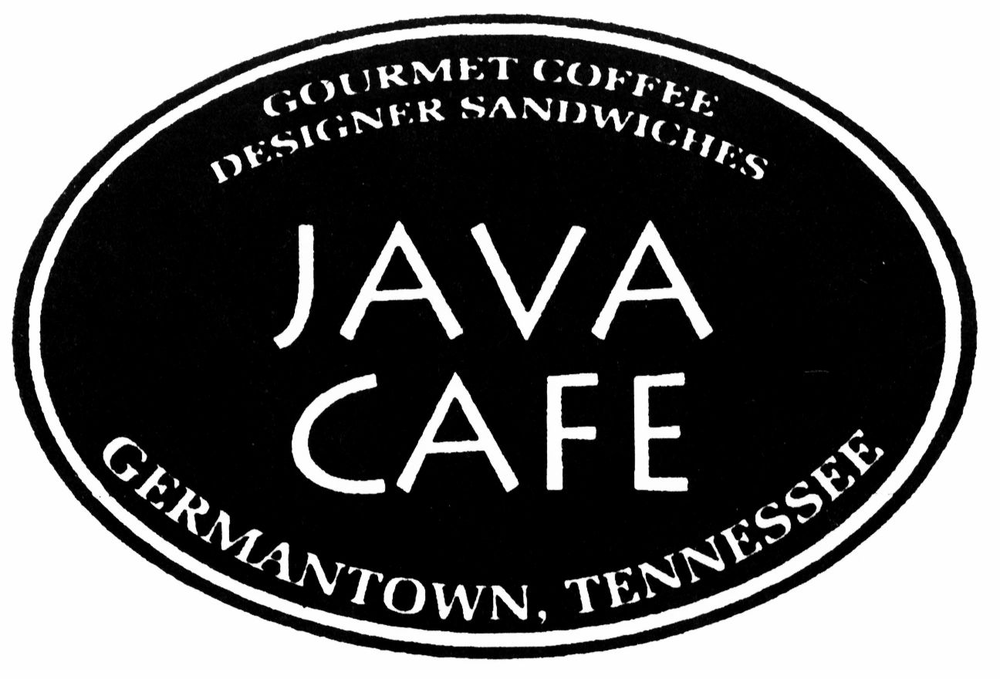 GOURMET COFFEE
DESIGNER SANDWICHES
JAVA
CAFE
GERMANTOWN, TENNESSEE